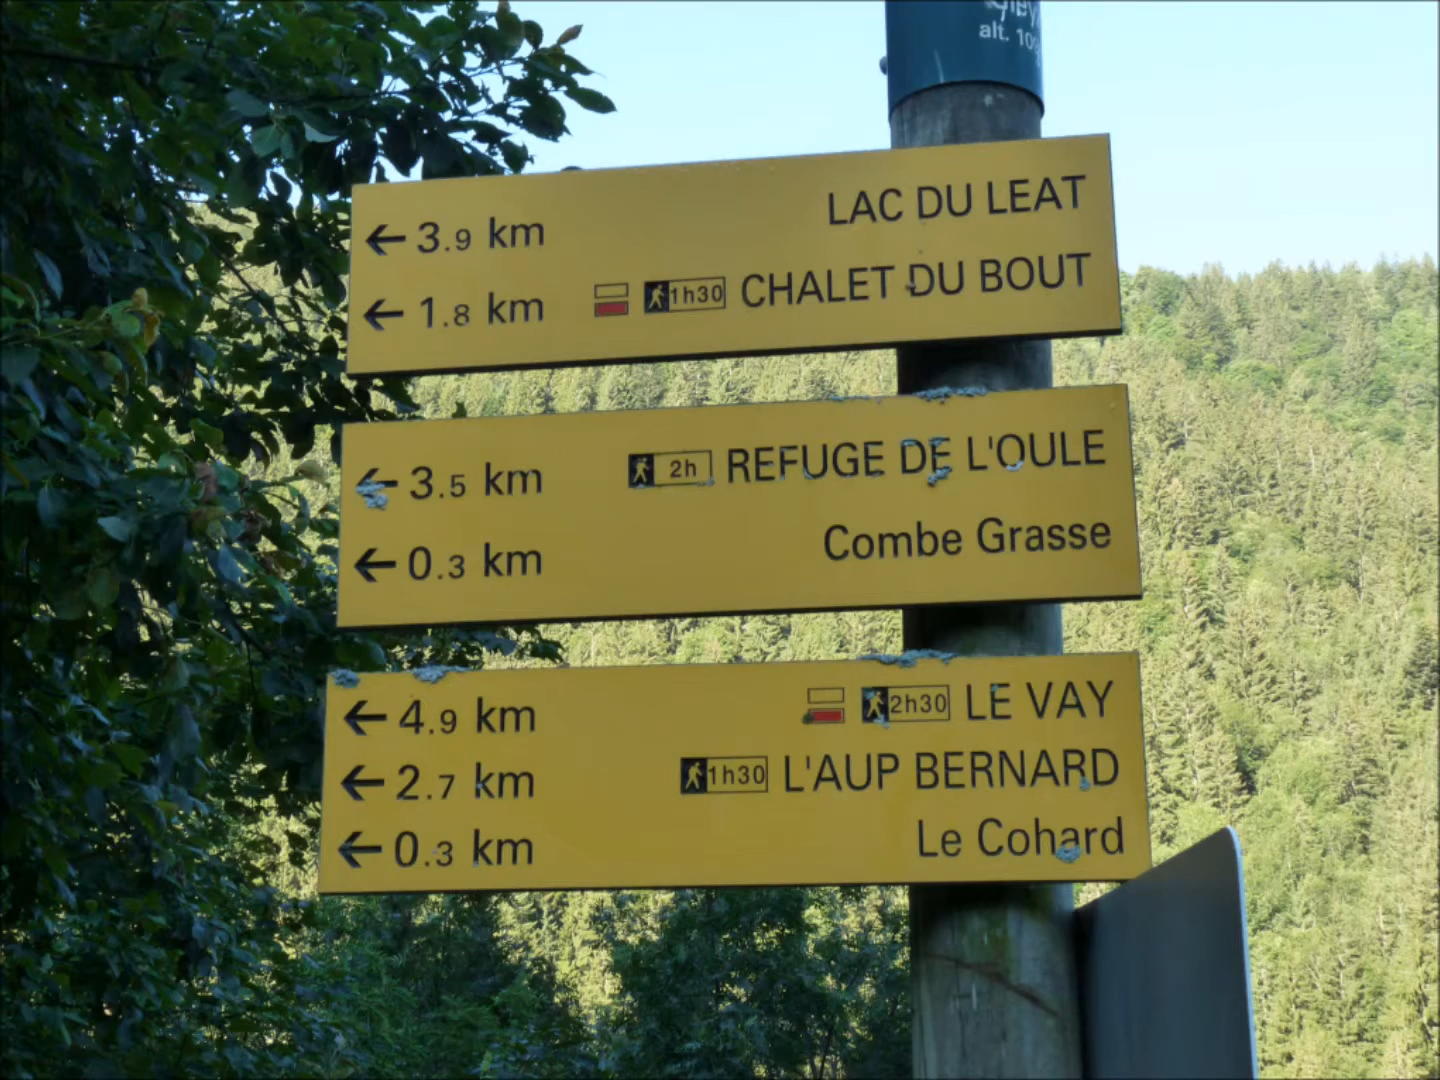 alt.
← 3.9 km LAC DU LEAT
← 1.8 km 1h30 CHALET DU BOUT
← 3.5 km 2h REFUGE DE L'OULE
← 0.3 km Combe Grasse
← 4.9 km 2h30 LE VAY
← 2.7 km 1h30 L'AUP BERNARD
← 0.3 km Le Cohard